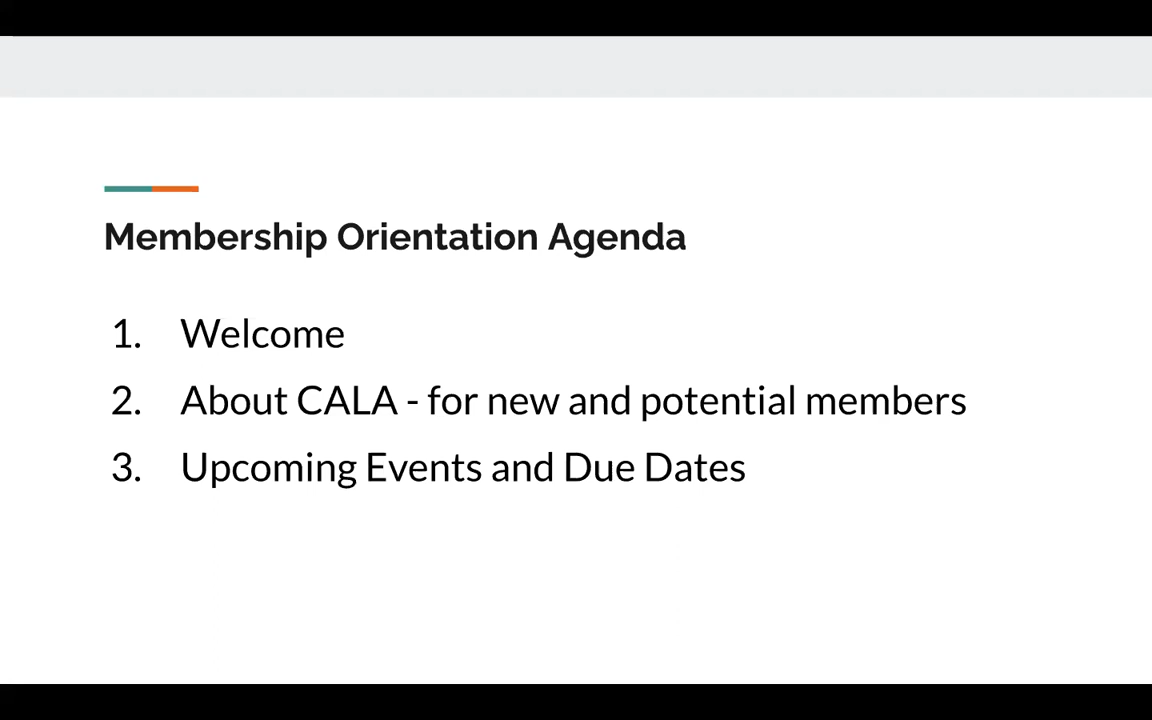 Membership Orientation Agenda
1. Welcome
2. About CALA - for new and potential members
3. Upcoming Events and Due Dates